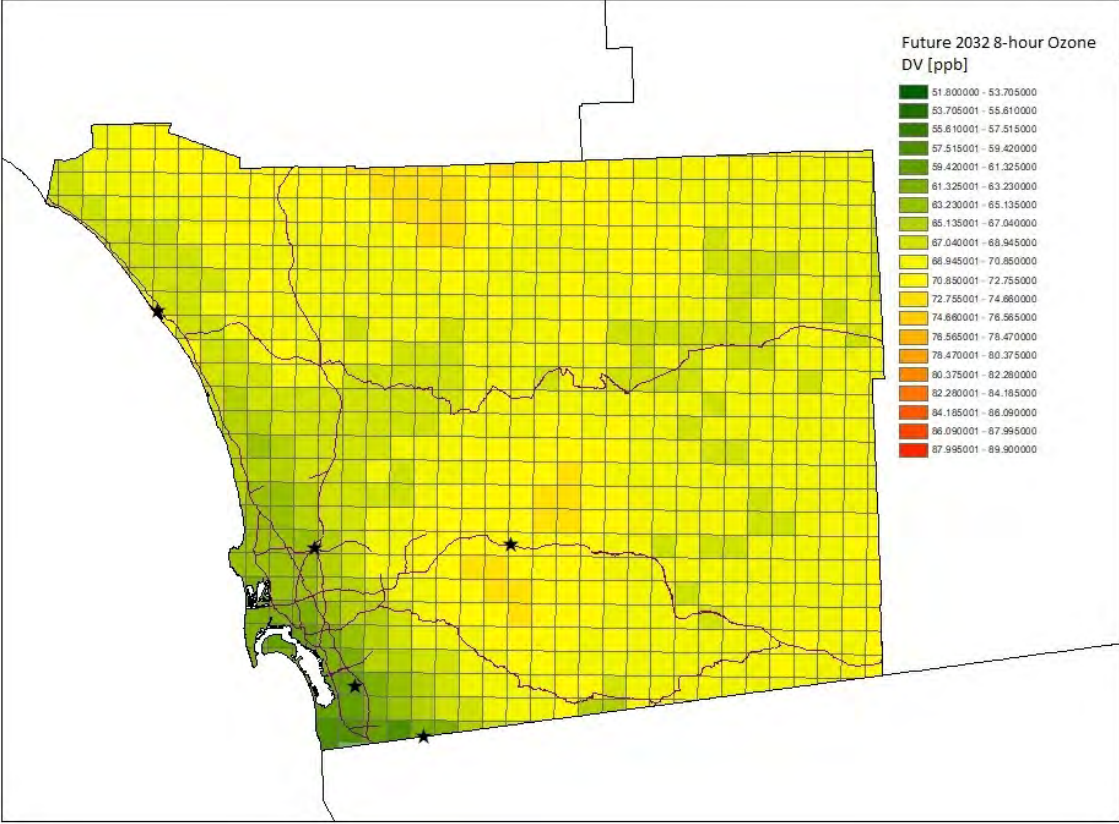 Future 2032 8-hour Ozone
DV [ppb]
51.800000 - 53.705000
53.705001 - 55.610000
55.610001 - 57.515000
57.515001 - 59.420000
59.420001 - 61.325000
61.325001 - 63.230000
63.230001 - 65.135000
65.135001 - 67.040000
67.040001 - 68.945000
68.945001 - 70.850000
70.850001 - 72.755000
72.755001 - 74.660000
74.660001 - 76.565000
76.565001 - 78.470000
78.470001 - 80.375000
80.375001 - 82.280000
82.280001 - 84.185000
84.185001 - 86.090000
86.090001 - 87.995000
87.995001 - 89.900000